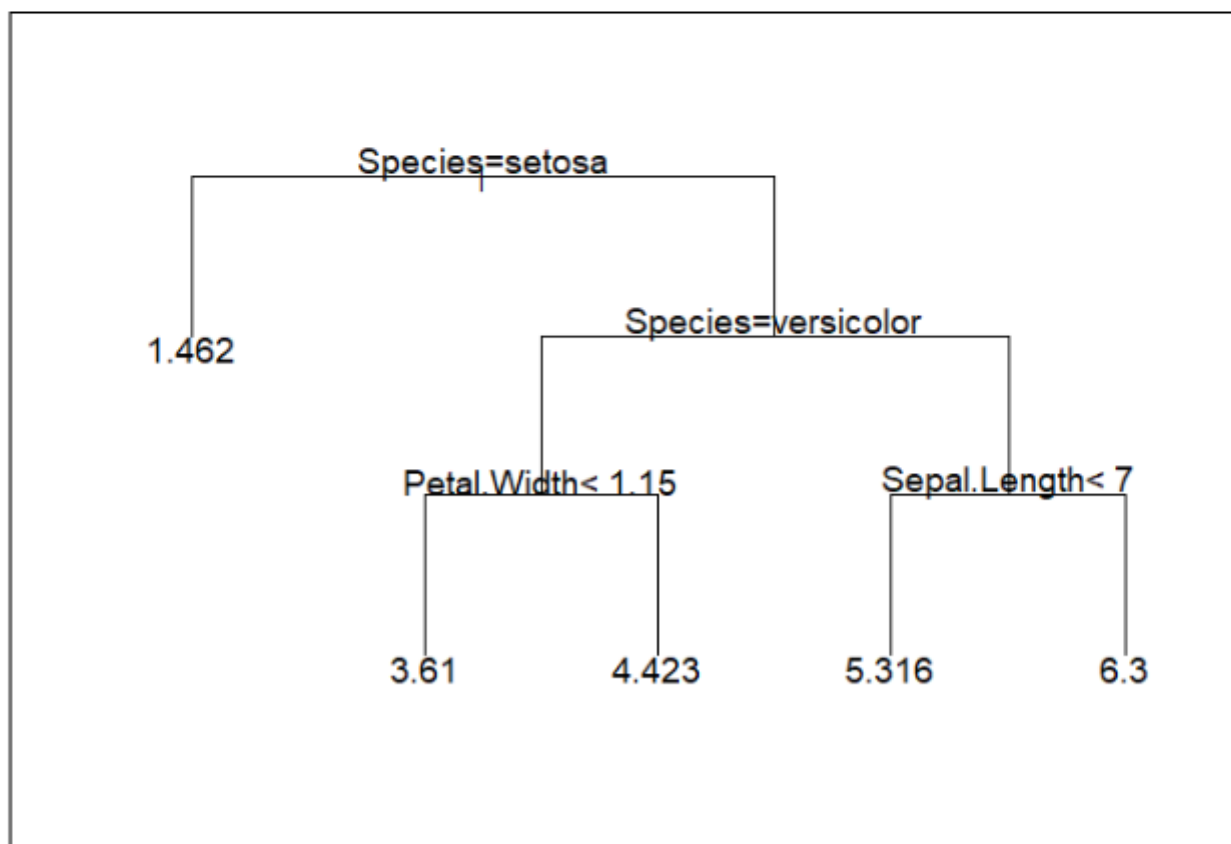 Species=setosa
1.462
Species=versicolor
Petal.Width< 1.15
Sepal.Length< 7
3.61
4.423
5.316
6.3